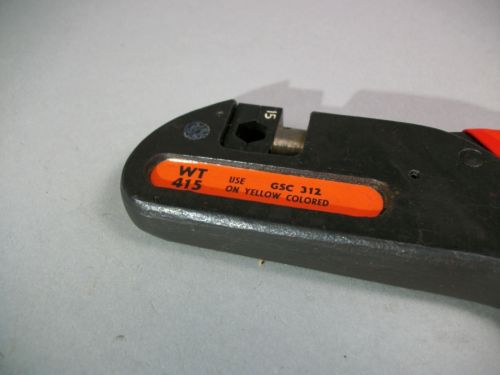 15
WT USE GSC 312
415 ON YELLOW COLORED